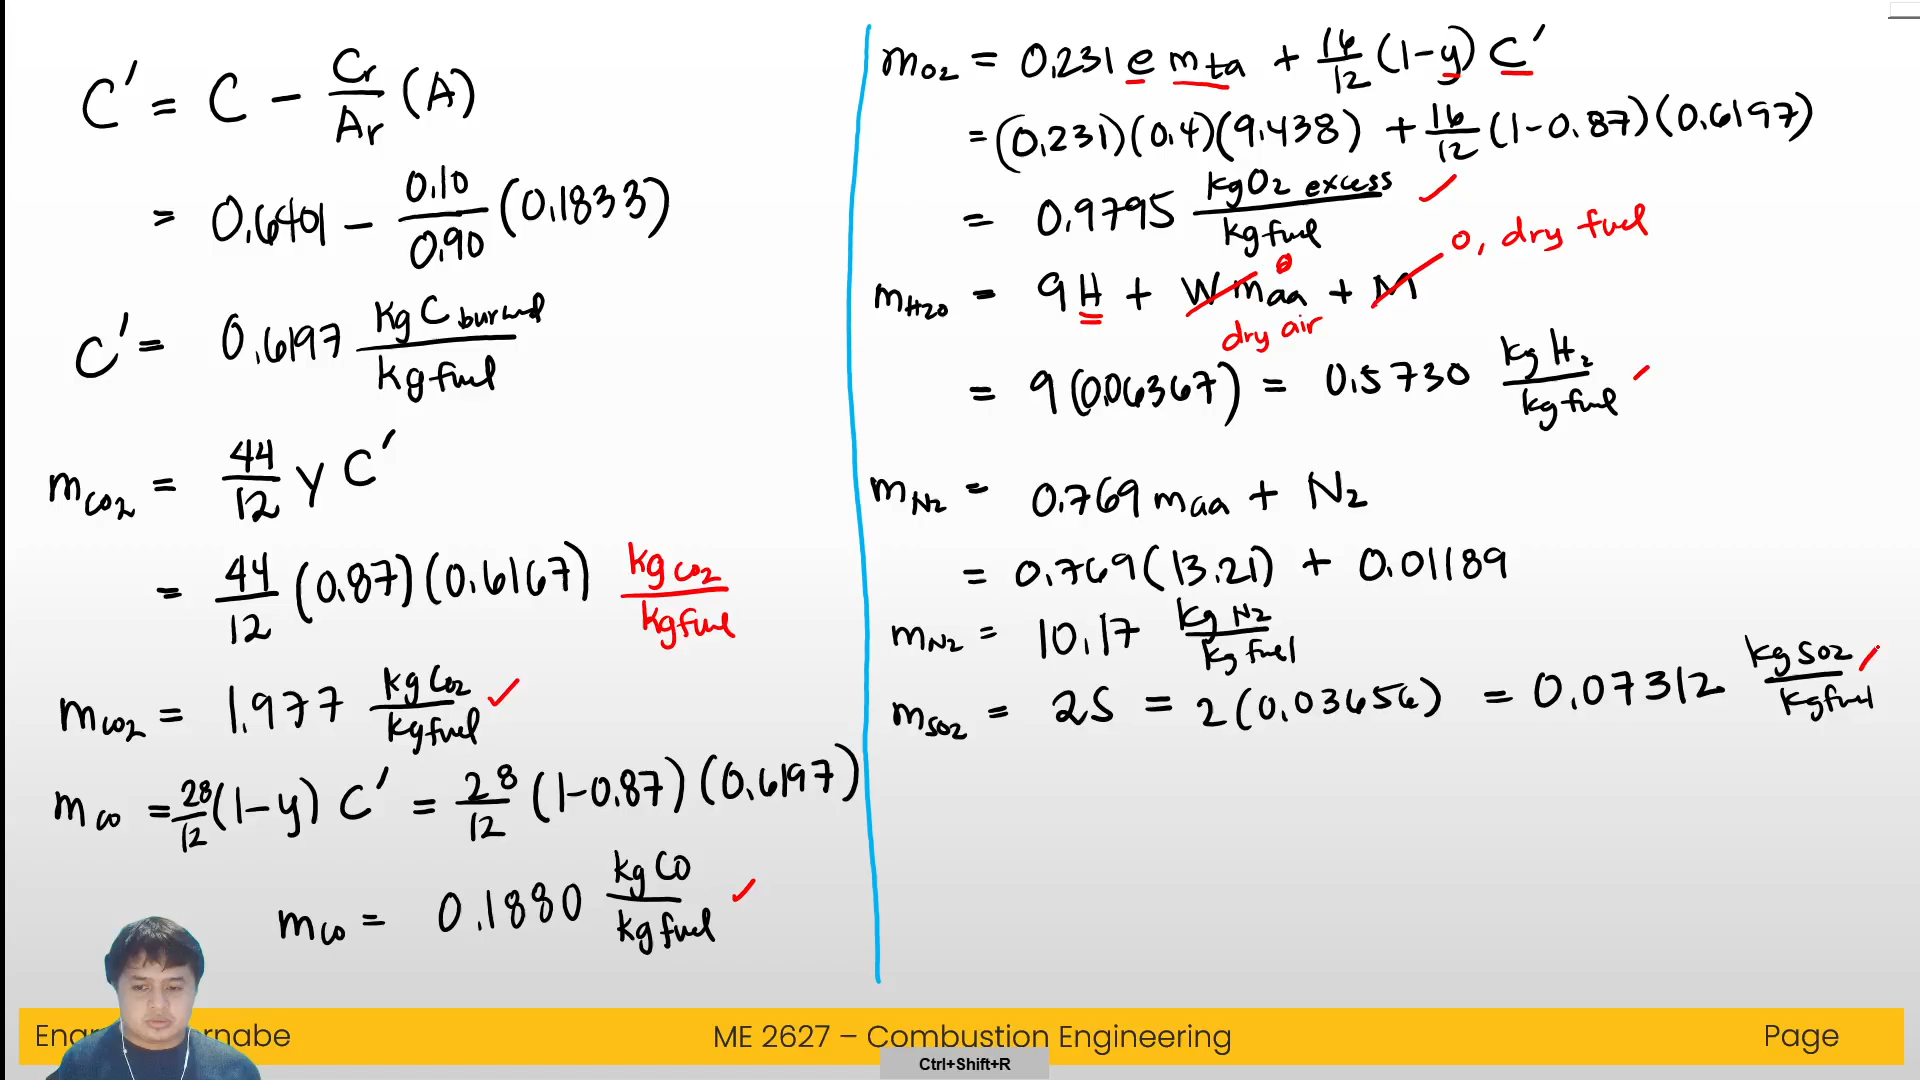 C' = C - Cr/Ar (A)
= 0.6401 - 0.10/0.90 (0.1833)
C' = 0.6197 kg C burned/kg fuel
mCO2 = 44/12 y C'
= 44/12 (0.87)(0.6167) kg CO2/kg fuel
mCO2 = 1.977 kg CO2/kg fuel ✓
mCO = 28/12 (1-y) C' = 28/12 (1-0.87)(0.6197)
mCO = 0.1880 kg CO/kg fuel ✓
mO2 = 0.231 e mta + 16/12 (1-y) C'
= (0.231)(0.4)(9.438) + 16/12 (1-0.87)(0.6197)
= 0.9795 kg O2 excess/kg fuel ✓
mH2O = 9H + W maa + M 0, dry fuel
0
dry air
= 9(0.06367) = 0.5730 kg H2/kg fuel
mN2 = 0.769 maa + N2
= 0.769(13.21) + 0.01189
mN2 = 10.17 kg N2/kg fuel
mSO2 = 2S = 2(0.03656) = 0.07312 kg SO2/kg fuel
ME 2627 – Combustion Engineering
Page
Ctrl+Shift+R